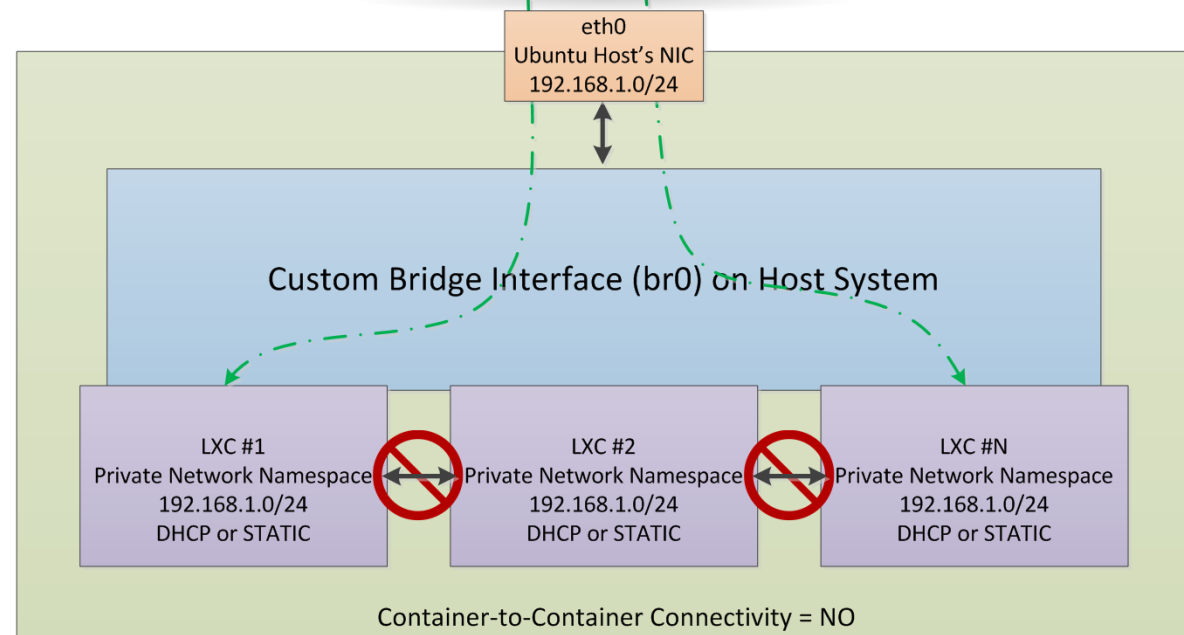 eth0
Ubuntu Host's NIC
192.168.1.0/24
Custom Bridge Interface (br0) on Host System
LXC #1
Private Network Namespace
192.168.1.0/24
DHCP or STATIC
LXC #2
Private Network Namespace
192.168.1.0/24
DHCP or STATIC
LXC #N
Private Network Namespace
192.168.1.0/24
DHCP or STATIC
Container-to-Container Connectivity = NO